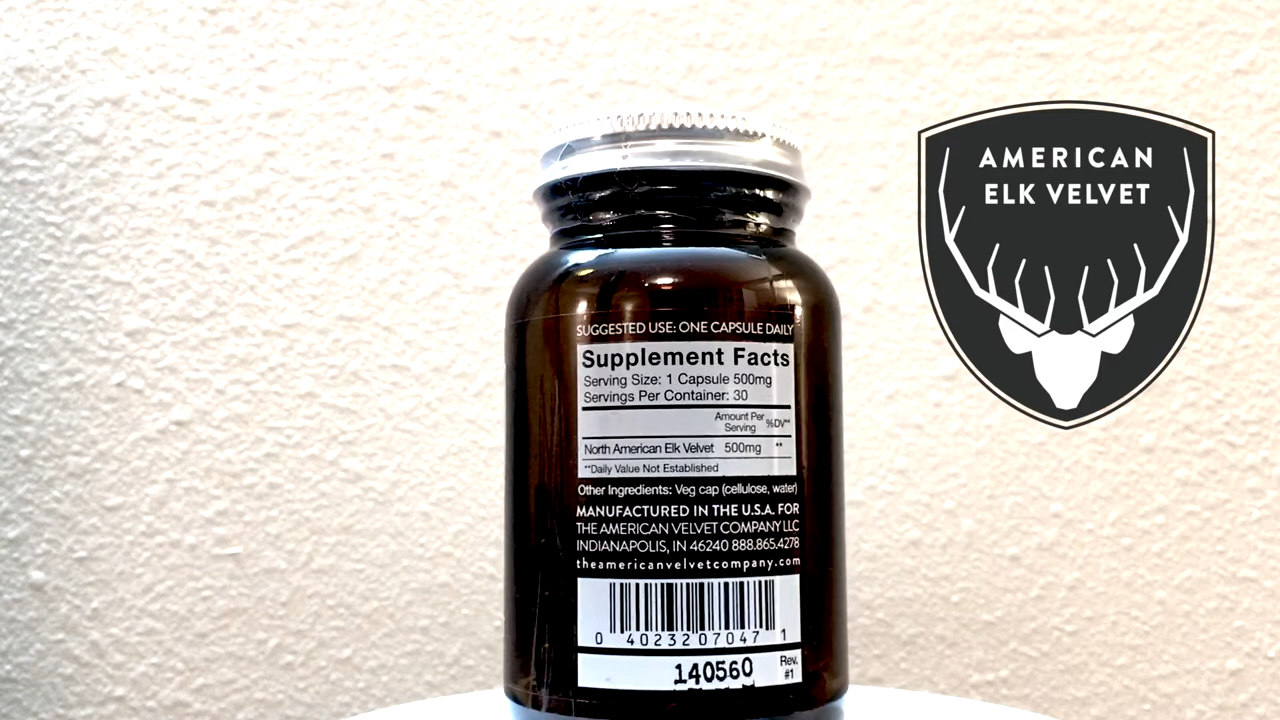 SUGGESTED USE: ONE CAPSULE DAILY
Supplement Facts
Serving Size: 1 Capsule 500mg
Servings Per Container: 30
Amount Per Serving %DV**
North American Elk Velvet 500mg **
**Daily Value Not Established
Other Ingredients: Veg cap (cellulose, water)
MANUFACTURED IN THE U.S.A. FOR
THE AMERICAN VELVET COMPANY LLC
INDIANAPOLIS, IN 46240 888.865.4278
theamericanvelvetcompany.com
0 4023207047 1
140560 Rev. #1
AMERICAN
ELK VELVET